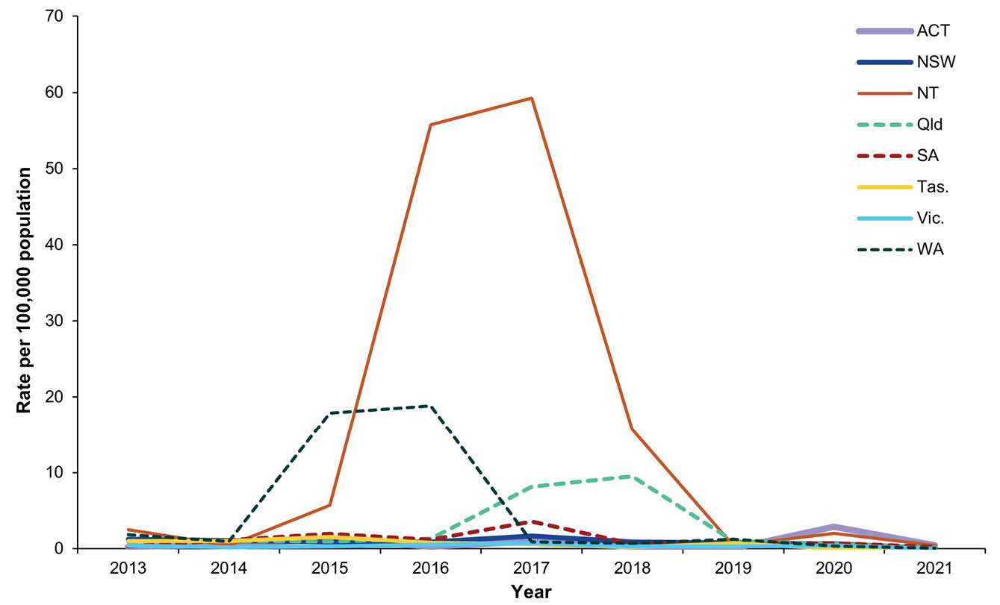 70
60
50
40
30
20
10
0
Rate per 100,000 population
2013 2014 2015 2016 2017 2018 2019 2020 2021
Year
ACT
NSW
NT
Qld
SA
Tas.
Vic.
WA